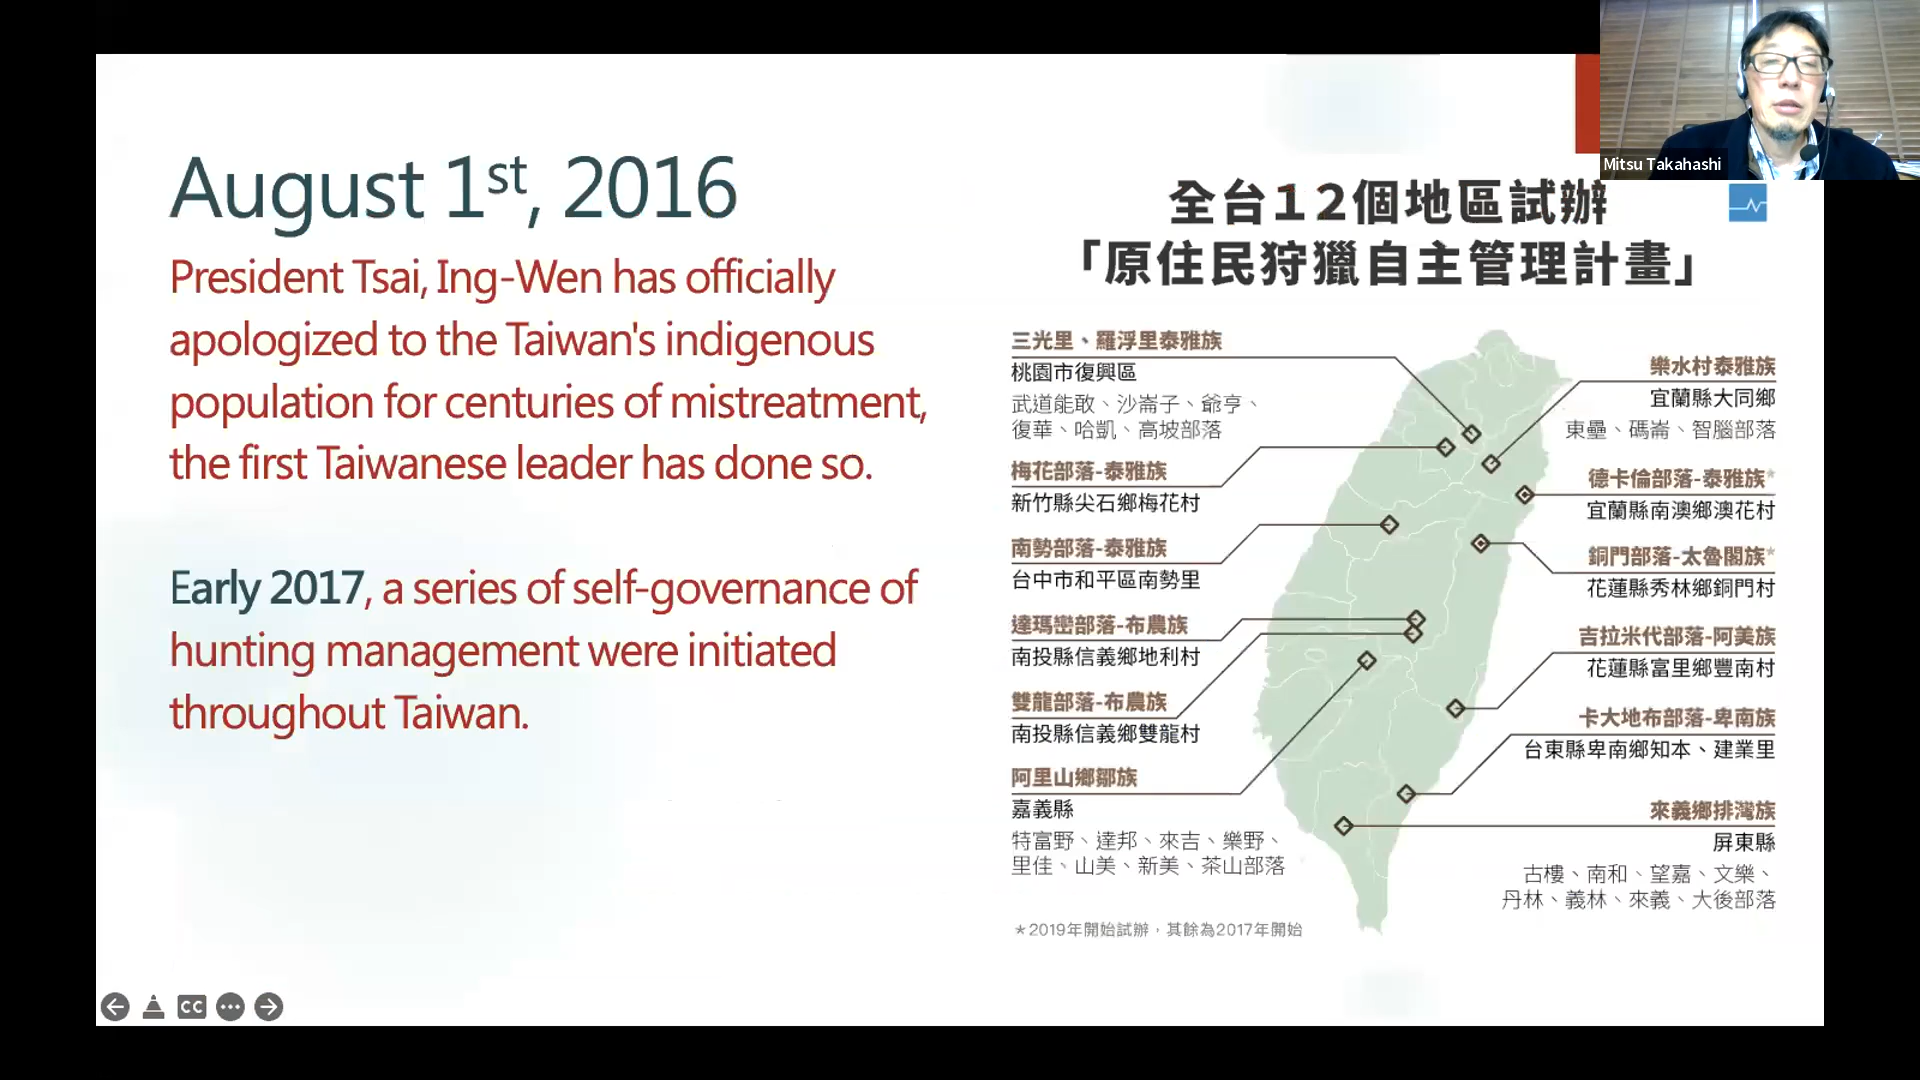 August 1st, 2016
President Tsai, Ing-Wen has officially
apologized to the Taiwan's indigenous
population for centuries of mistreatment,
the first Taiwanese leader has done so.
Early 2017, a series of self-governance of
hunting management were initiated
throughout Taiwan.
Mitsu Takahashi
全台12個地區試辦
「原住民狩獵自主管理計畫」
三光里、羅浮里泰雅族
桃園市復興區
武道能敢、沙崙子、爺亨、
復華、哈凱、高坡部落
梅花部落-泰雅族
新竹縣尖石鄉梅花村
南勢部落-泰雅族
台中市和平區南勢里
達瑪巒部落-布農族
南投縣信義鄉地利村
雙龍部落-布農族
南投縣信義鄉雙龍村
阿里山鄉鄒族
嘉義縣
特富野、達邦、來吉、樂野、
里佳、山美、新美、茶山部落
樂水村泰雅族
宜蘭縣大同鄉
東壘、碼崙、智腦部落
德卡倫部落-泰雅族*
宜蘭縣南澳鄉澳花村
銅門部落-太魯閣族*
花蓮縣秀林鄉銅門村
吉拉米代部落-阿美族
花蓮縣富里鄉豐南村
卡大地布部落-卑南族
台東縣卑南鄉知本、建業里
來義鄉排灣族
屏東縣
古樓、南和、望嘉、文樂、
丹林、義林、來義、大後部落
*2019年開始試辦，其餘為2017年開始
CC